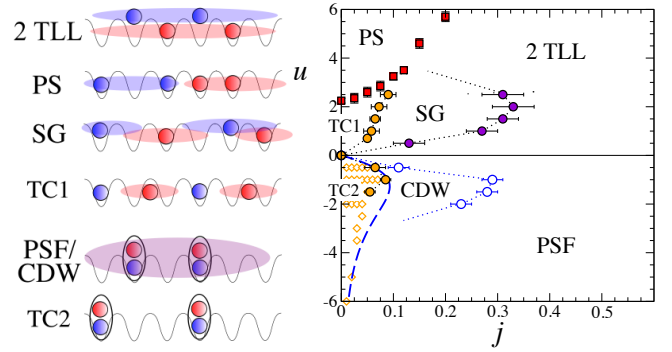 2 TLL
PS
SG
TC1
PSF/
CDW
TC2
u
6
4
2
0
-2
-4
-6
PS
2 TLL
SG
TC1
TC2
CDW
PSF
0
0.1
0.2
0.3
0.4
0.5
j